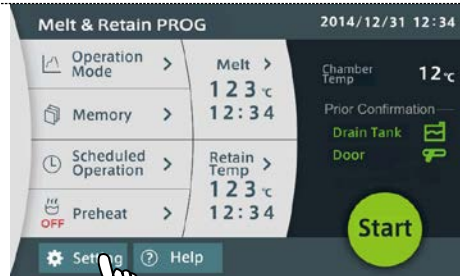 Melt & Retain PROG
2014/12/31 12:34
Operation
Mode >
Memory >
Scheduled
Operation >
OFF Preheat >
Melt >
123℃
12:34
Retain
Temp >
123℃
12:34
Chamber
Temp
12℃
Prior Confirmation
Drain Tank
Door
Start
Setting
? Help